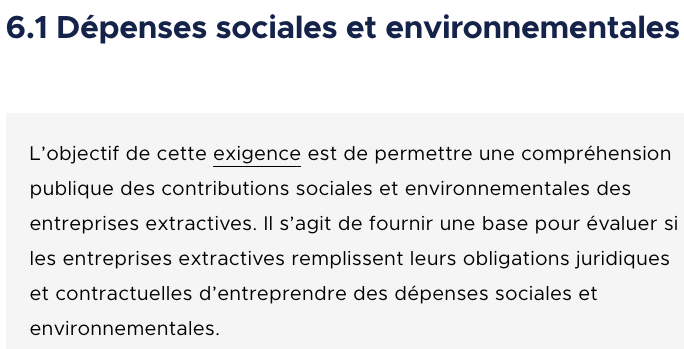 6.1 Dépenses sociales et environnementales
L’objectif de cette exigence est de permettre une compréhension
publique des contributions sociales et environnementales des
entreprises extractives. Il s’agit de fournir une base pour évaluer si
les entreprises extractives remplissent leurs obligations juridiques
et contractuelles d’entreprendre des dépenses sociales et
environnementales.